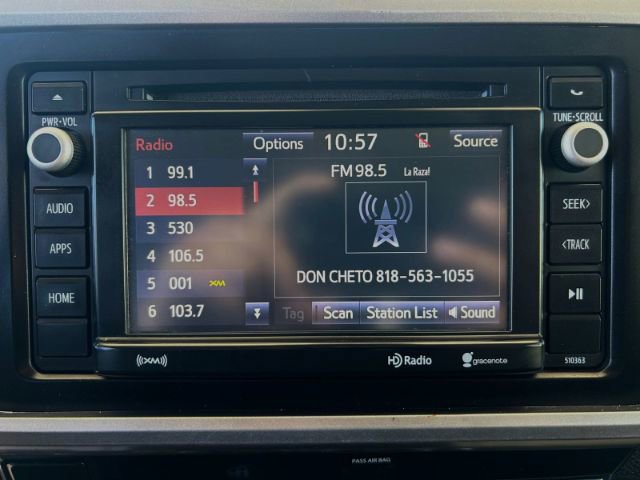 PWR•VOL
TUNE•SCROLL
Radio
Options
10:57
Source
1 99.1
FM 98.5 La Raza!
2 98.5
3 530
4 106.5
5 001 XM
6 103.7
DON CHETO 818-563-1055
Tag
Scan
Station List
Sound
AUDIO
APPS
HOME
SEEK>
<TRACK
((XM))
HD Radio
gracenote
510363
PASS AIR BAG